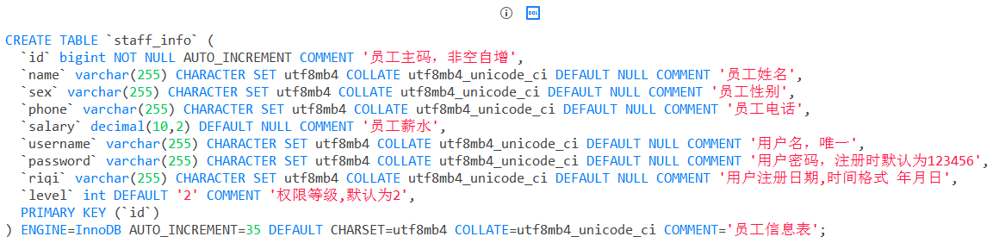 DDL
CREATE TABLE `staff_info` (
  `id` bigint NOT NULL AUTO_INCREMENT COMMENT '员工主码，非空自增',
  `name` varchar(255) CHARACTER SET utf8mb4 COLLATE utf8mb4_unicode_ci DEFAULT NULL COMMENT '员工姓名',
  `sex` varchar(255) CHARACTER SET utf8mb4 COLLATE utf8mb4_unicode_ci DEFAULT NULL COMMENT '员工性别',
  `phone` varchar(255) CHARACTER SET utf8mb4 COLLATE utf8mb4_unicode_ci DEFAULT NULL COMMENT '员工电话',
  `salary` decimal(10,2) DEFAULT NULL COMMENT '员工薪水',
  `username` varchar(255) CHARACTER SET utf8mb4 COLLATE utf8mb4_unicode_ci DEFAULT NULL COMMENT '用户名，唯一',
  `password` varchar(255) CHARACTER SET utf8mb4 COLLATE utf8mb4_unicode_ci DEFAULT NULL COMMENT '用户密码，注册时默认为123456',
  `riqi` varchar(255) CHARACTER SET utf8mb4 COLLATE utf8mb4_unicode_ci DEFAULT NULL COMMENT '用户注册日期,时间格式 年月日',
  `level` int DEFAULT '2' COMMENT '权限等级,默认为2',
  PRIMARY KEY (`id`)
) ENGINE=InnoDB AUTO_INCREMENT=35 DEFAULT CHARSET=utf8mb4 COLLATE=utf8mb4_unicode_ci COMMENT='员工信息表';